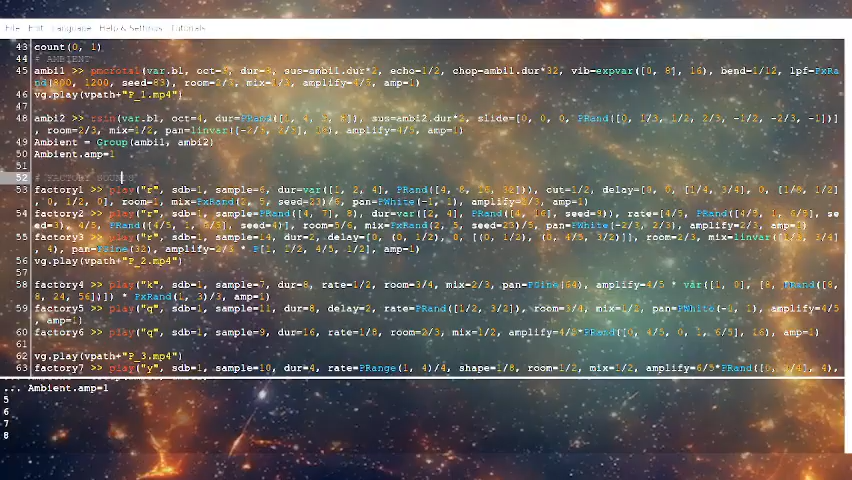 File Edit Language Help & Settings Tutorials
43 count(0, 1)
44 # AMBIENT
45 ambi1 >> (var.bl, oct=, dur=, sus=ambi1.dur*2, echo=1/2, chop=ambi1.dur*32, vib=expvar([0, 8], 16), bend=1/12, lpf=PxRa
nd[800, 1200, seed=83), room=2/3, mix=1/3, amplify=4/5, amp=1)
46 vg.play(vpath+"P_1.mp4")
47
48 ambi2 >> rsin(var.bl, oct=4, dur=PRand([1, 4, ]), sus=ambi2.dur*2, slide=[0, 0, 0, PRand([0, 1/3, 1/2, 2/3, -1/2, -2/3, -1])]
, room=2/3, mix=1/2, pan=linvar([-2/3, 2/3], 16), amplify=4/5, amp=1)
49 Ambient = Group(ambi1, ambi2)
50 Ambient.amp=1
51
52 # FACTORY SOUNDS
53 factory1 >> play("r", sdb=1, sample=6, dur=var([1, 2, 4], PRand([4, 8, 16, 32])), cut=1/2, delay=[0, 0, [1/4, 3/4], 0, [1/8, 1/2]
, 0, 1/2, 0], room=1, mix=PxRand(2, 5, seed=23)/6, pan=PWhite(-1, 1), amplify=2/3, amp=1)
54 factory2 >> play("r", sdb=1, sample=PRand([4, 7], 8), dur=var([2, 4], PRand([4, 16], seed=9)), rate=[4/5, PRand([4/5, 1, 6/5], se
ed=3), 4/5, PRand([4/5, 1, 6/5], seed=4)], room=5/6, mix=PxRand(2, 5, seed=23)/5, pan=PWhite(-2/3, 2/3), amplify=2/3, amp=1)
55 factory3 >> play("r", sdb=1, sample=14, dur=2, delay=[0, (0, 1/2), 0, [(0, 1/2), (0, 4/5, 3/2)]], room=2/3, mix=linvar([1/2, 3/4]
, 4), pan=PSine(32), amplify=2/3 * P[1, 1/2, 4/5, 1/2], amp=1)
56 vg.play(vpath+"P_2.mp4")
57
58 factory4 >> play("k", sdb=1, sample=7, dur=8, rate=1/2, room=3/4, mix=2/3, pan=PSine(64), amplify=4/5 * var([1, 0], [8, PRand([8,
8, 24, 56])]) * PxRand(1, 3)/3, amp=1)
59 factory5 >> play("q", sdb=1, sample=11, dur=8, delay=2, rate=PRand([1/2, 3/2]), room=3/4, mix=1/2, pan=PWhite(-1, 1), amplify=4/5
, amp=1)
60 factory6 >> play("q", sdb=1, sample=9, dur=16, rate=1/8, room=2/3, mix=1/2, amplify=4/2*PRand([0, 4/5, 0, 1, 6/5], 16), amp=1)
61
62 vg.play(vpath+"P_3.mp4")
63 factory7 >> play("y", sdb=1, sample=10, dur=4, rate=PRange(1, 4)/4, shape=1/8, room=1/2, mix=1/2, amplify=6/5*PRand([0, 3/4], 4),
... Ambient.amp=1
5
6
7
8